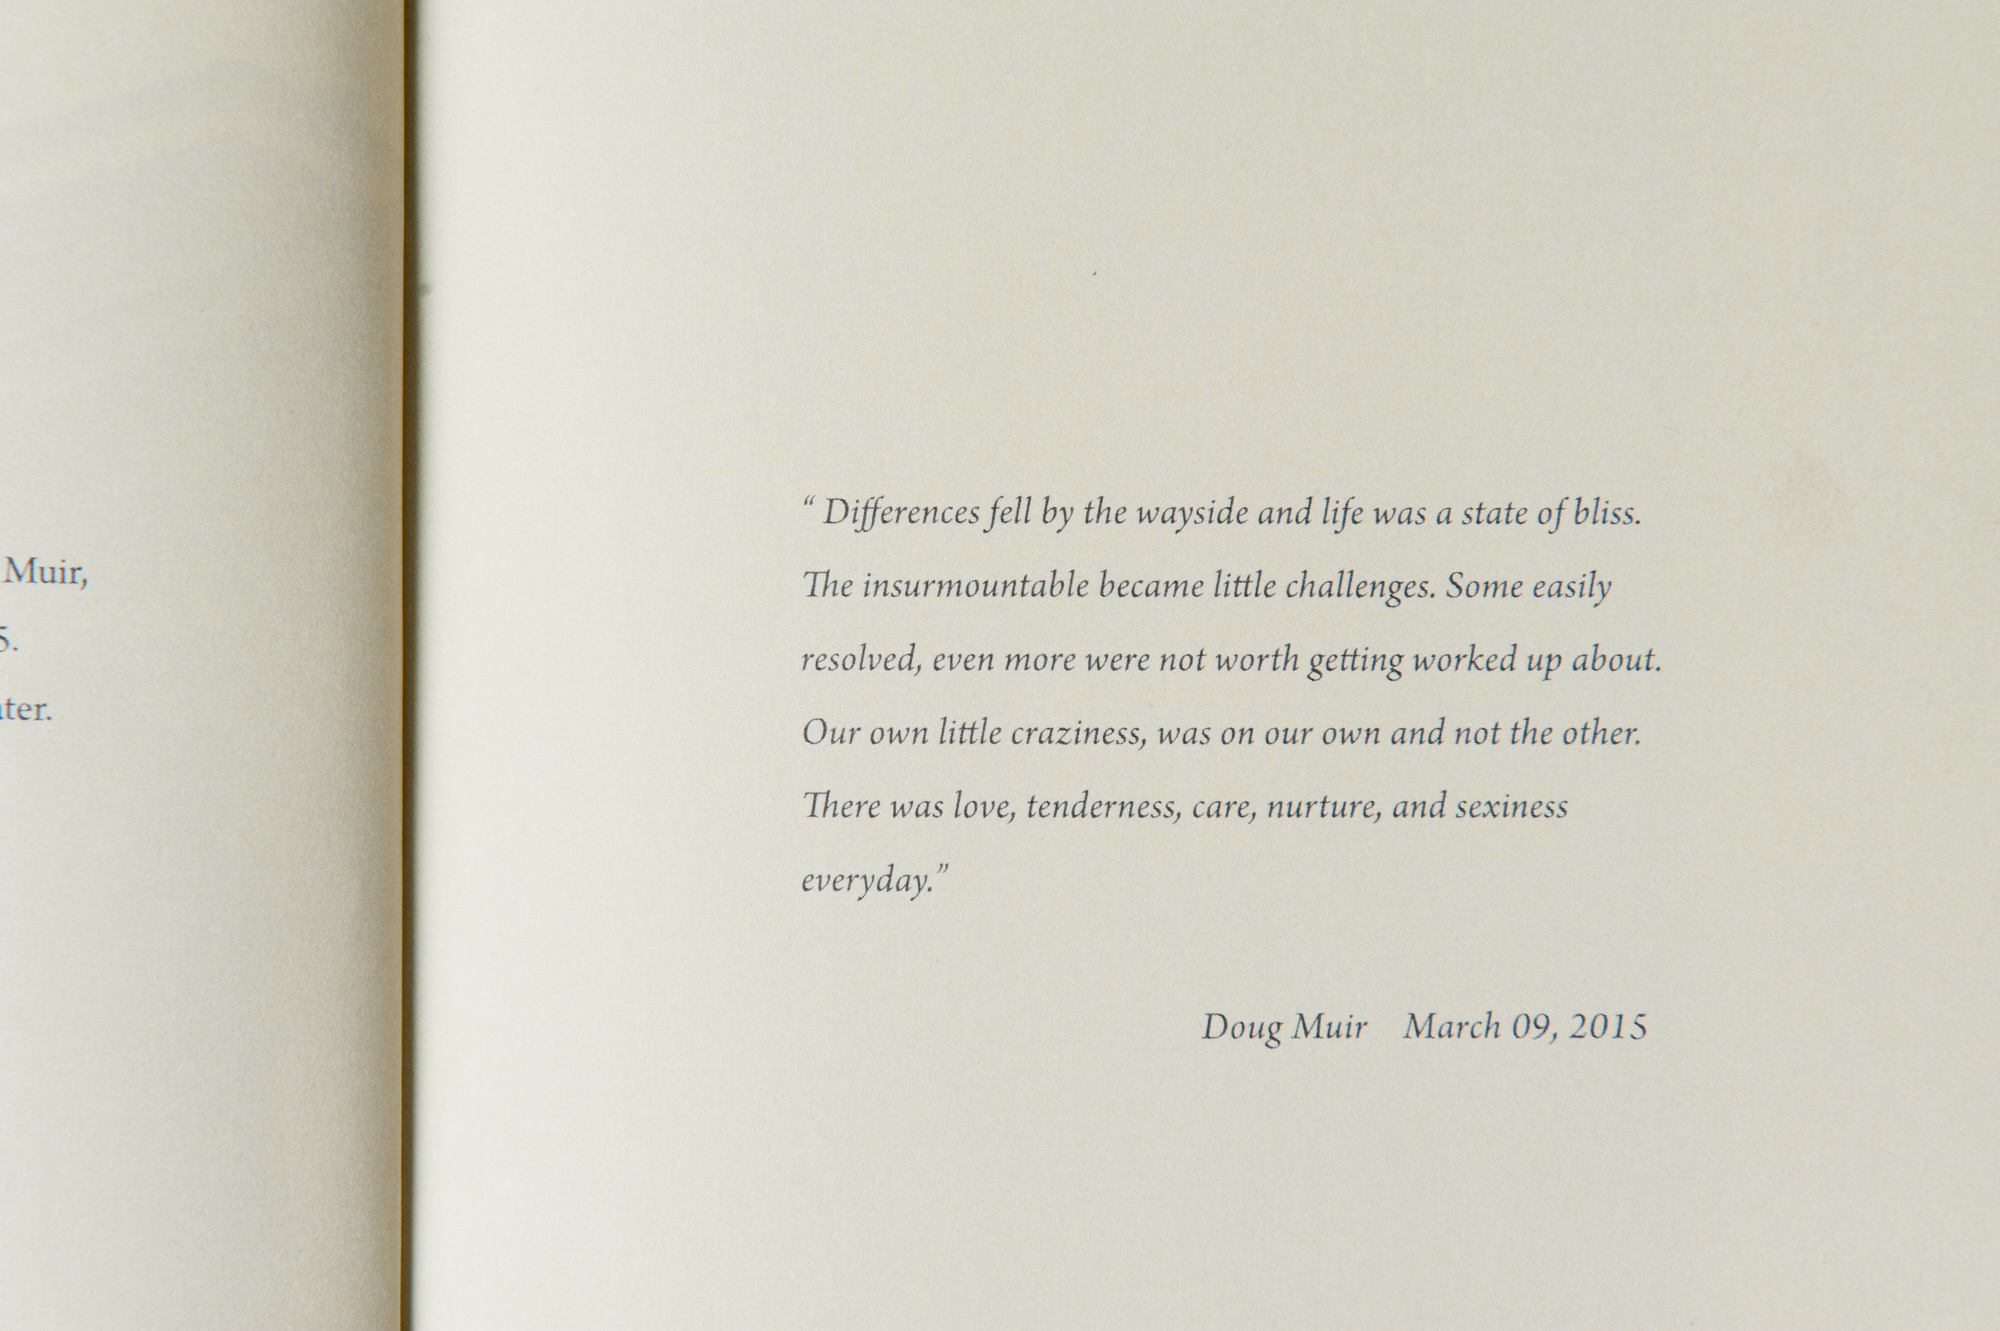 Muir,
5.
“ Differences fell by the wayside and life was a state of bliss.
The insurmountable became little challenges. Some easily
resolved, even more were not worth getting worked up about.
Our own little craziness, was on our own and not the other.
There was love, tenderness, care, nurture, and sexiness
everyday.”
Doug Muir March 09, 2015